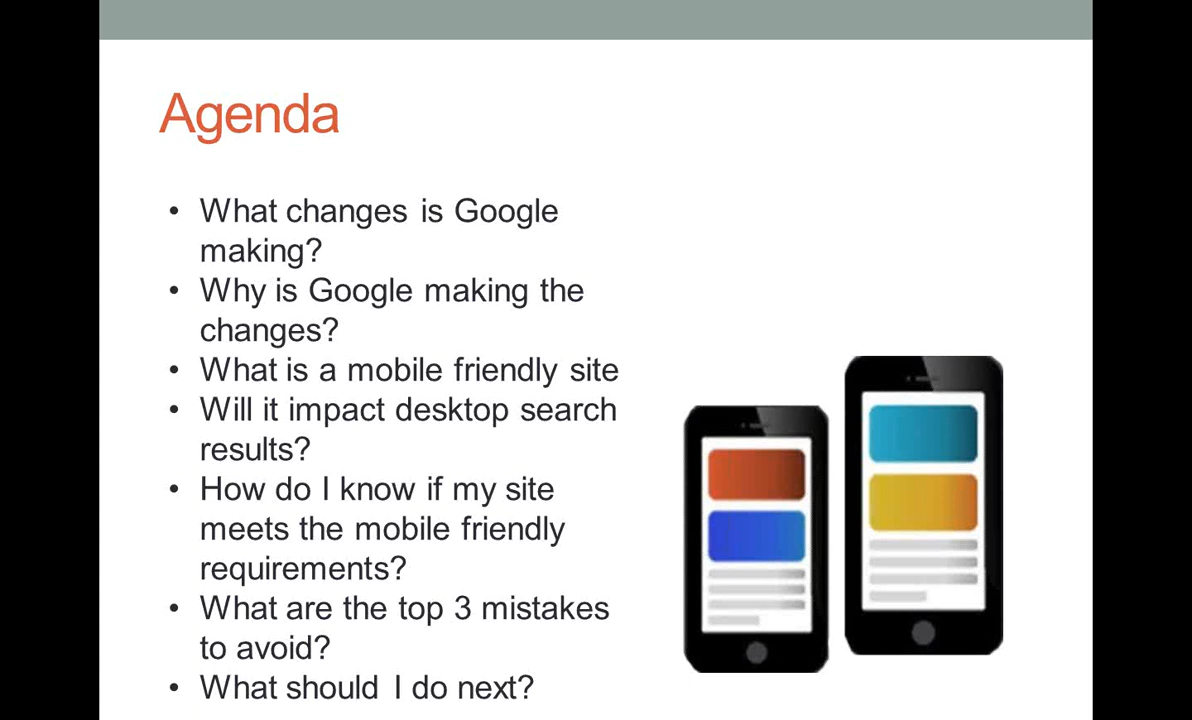 Agenda
• What changes is Google
making?
• Why is Google making the
changes?
• What is a mobile friendly site
• Will it impact desktop search
results?
• How do I know if my site
meets the mobile friendly
requirements?
• What are the top 3 mistakes
to avoid?
• What should I do next?